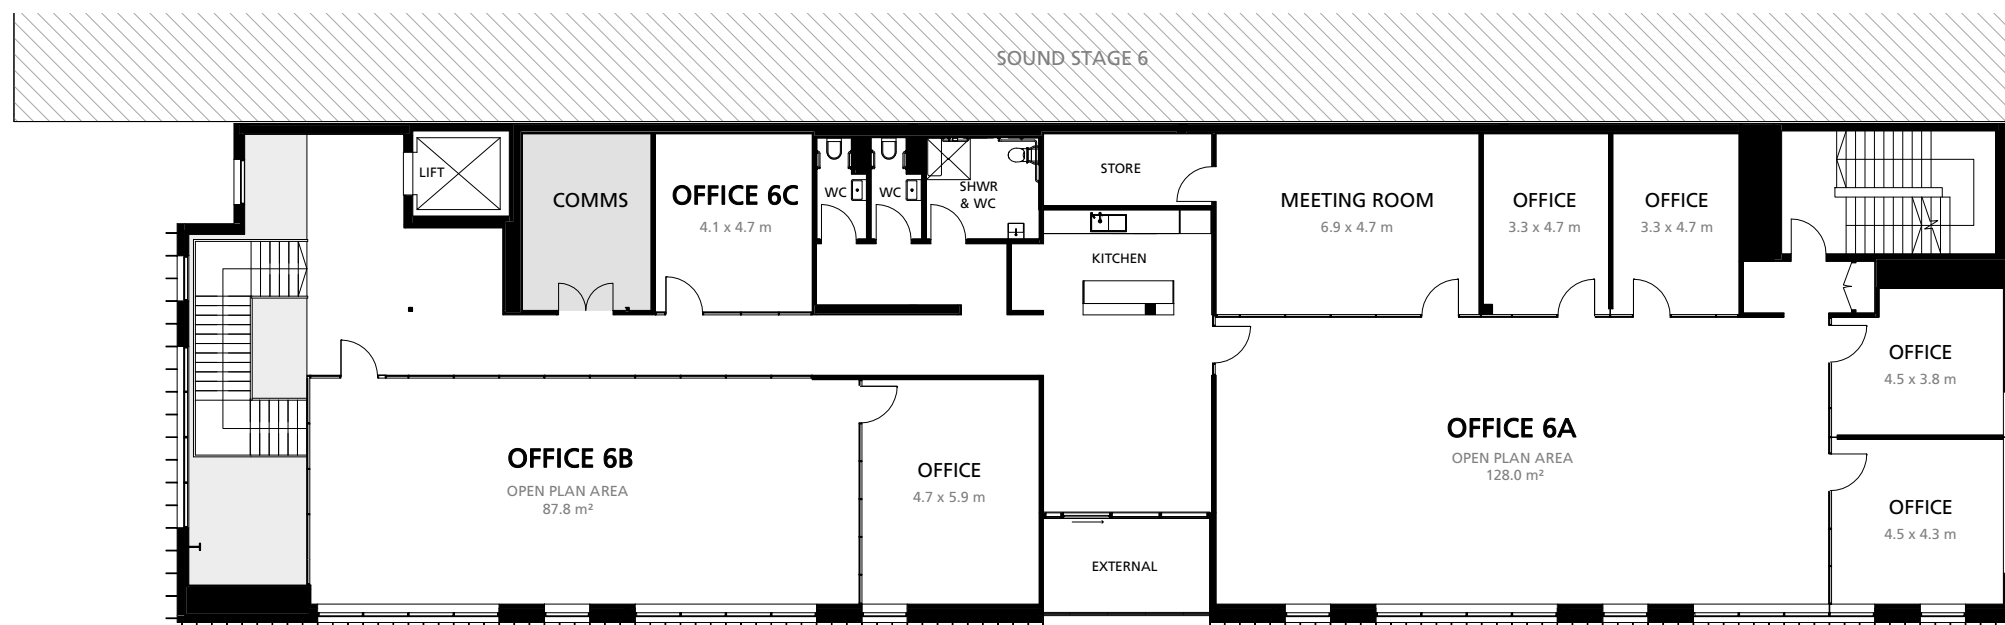 SOUND STAGE 6
LIFT
COMMS
OFFICE 6C
4.1 x 4.7 m
WC
WC
SHWR
& WC
STORE
KITCHEN
MEETING ROOM
6.9 x 4.7 m
OFFICE
3.3 x 4.7 m
OFFICE
3.3 x 4.7 m
OFFICE
4.5 x 3.8 m
OFFICE 6B
OPEN PLAN AREA
87.8 m²
OFFICE
4.7 x 5.9 m
EXTERNAL
OFFICE 6A
OPEN PLAN AREA
128.0 m²
OFFICE
4.5 x 4.3 m